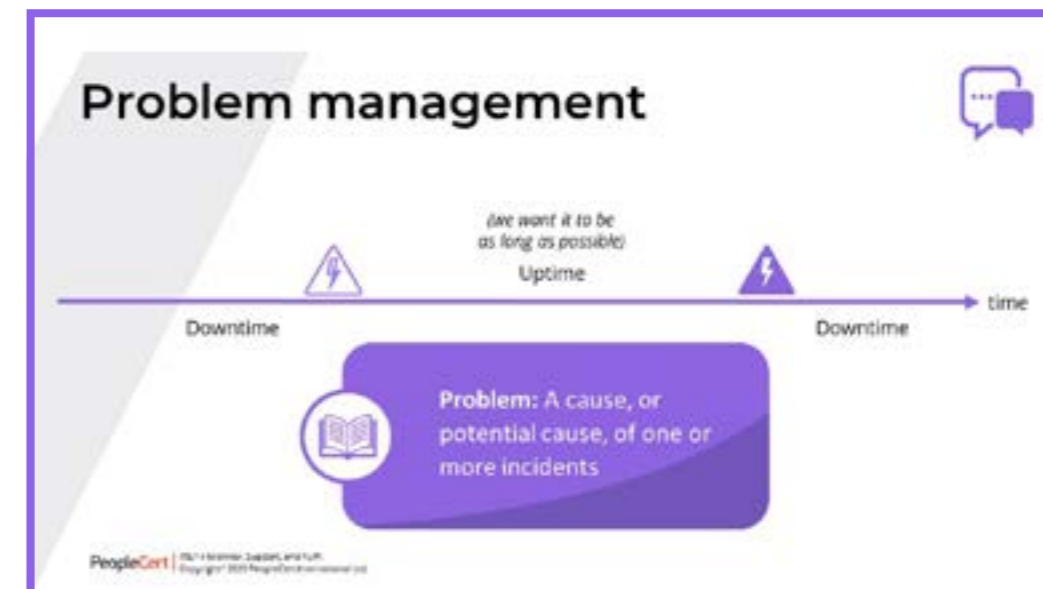 Problem management
(we want it to be
as long as possible)
Uptime
time
Downtime
Downtime
Problem: A cause, or
potential cause, of one or
more incidents
PeopleCert